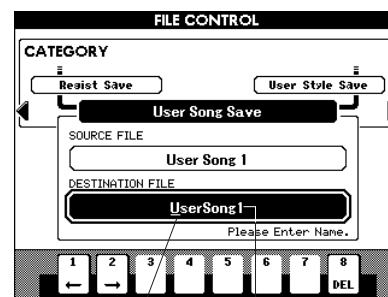 FILE CONTROL
CATEGORY
Regist Save
User Style Save
User Song Save
SOURCE FILE
User Song 1
DESTINATION FILE
UserSong1
Please Enter Name.
1 2 3 4 5 6 7 8
← → DEL